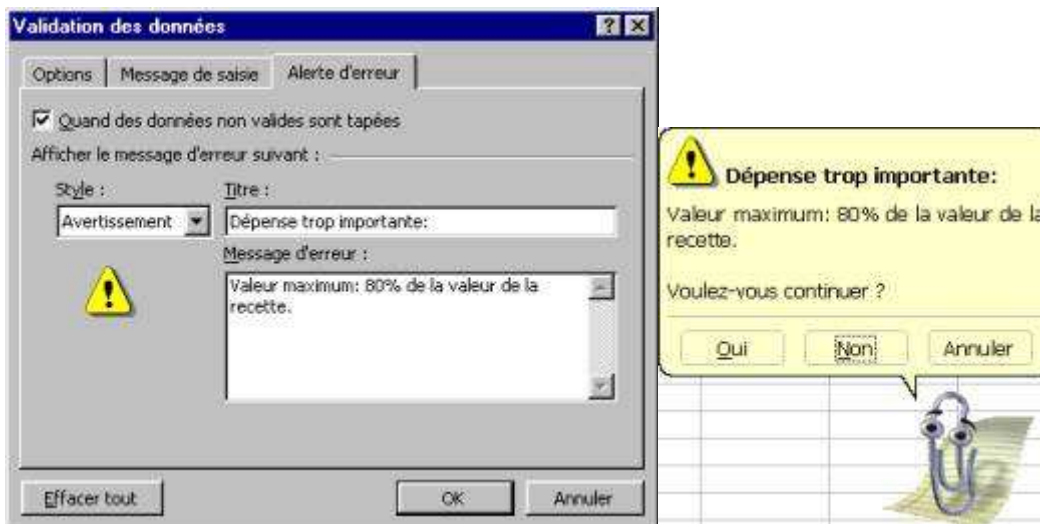 Validation des données
Options
Message de saisie
Alerte d'erreur
Quand des données non valides sont tapées
Afficher le message d'erreur suivant :
Style :
Titre :
Avertissement
Dépense trop importante:
Message d'erreur :
Valeur maximum: 80% de la valeur de la
recette.
Effacer tout
OK
Annuler
Dépense trop importante:
Valeur maximum: 80% de la valeur de la
recette.
Voulez-vous continuer ?
Oui
Non
Annuler